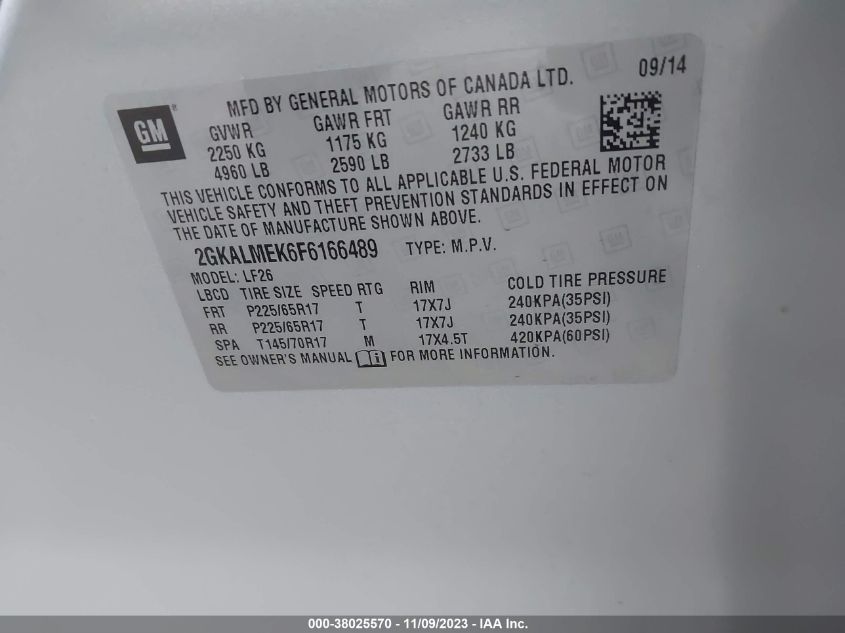 GM ®
MFD BY GENERAL MOTORS OF CANADA LTD. 09/14
GVWR GAWR FRT GAWR RR
2250 KG 1175 KG 1240 KG
4960 LB 2590 LB 2733 LB
THIS VEHICLE CONFORMS TO ALL APPLICABLE U.S. FEDERAL MOTOR
VEHICLE SAFETY AND THEFT PREVENTION STANDARDS IN EFFECT ON
THE DATE OF MANUFACTURE SHOWN ABOVE.
2GKALMEK6F6166489 TYPE: M.P.V.
MODEL: LF26
LBCD TIRE SIZE SPEED RTG RIM COLD TIRE PRESSURE
FRT P225/65R17 T 17X7J 240KPA(35PSI)
RR P225/65R17 T 17X7J 240KPA(35PSI)
SPA T145/70R17 M 17X4.5T 420KPA(60PSI)
SEE OWNER'S MANUAL FOR MORE INFORMATION.
000-38025570 - 11/09/2023 - IAA Inc.